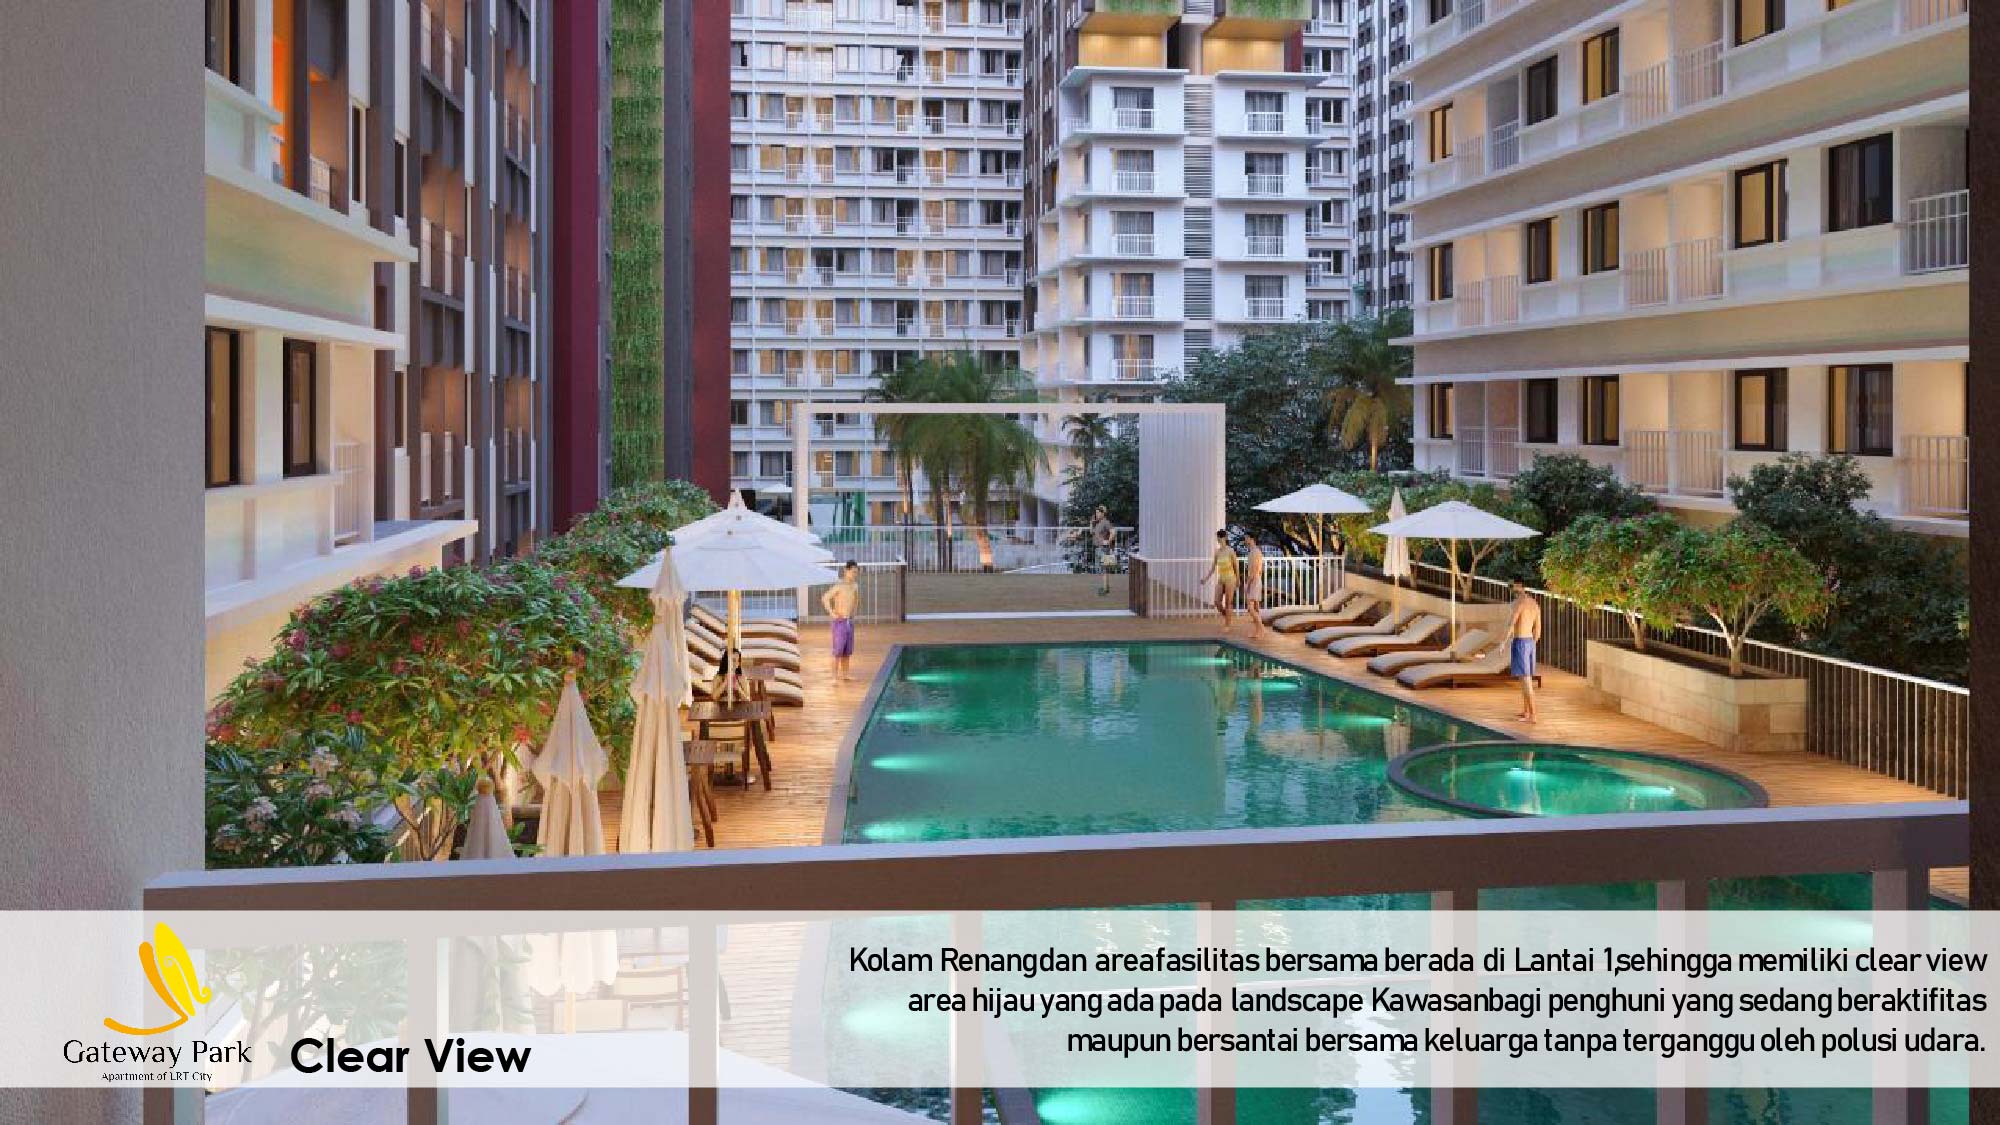 Kolam Renangdan areafasilitas bersama berada di Lantai 1,sehingga memiliki clear view
area hijau yang ada pada landscape Kawasanbagi penghuni yang sedang beraktifitas
maupun bersantai bersama keluarga tanpa terganggu oleh polusi udara.
Gateway Park
Apartment of LRT City
Clear View